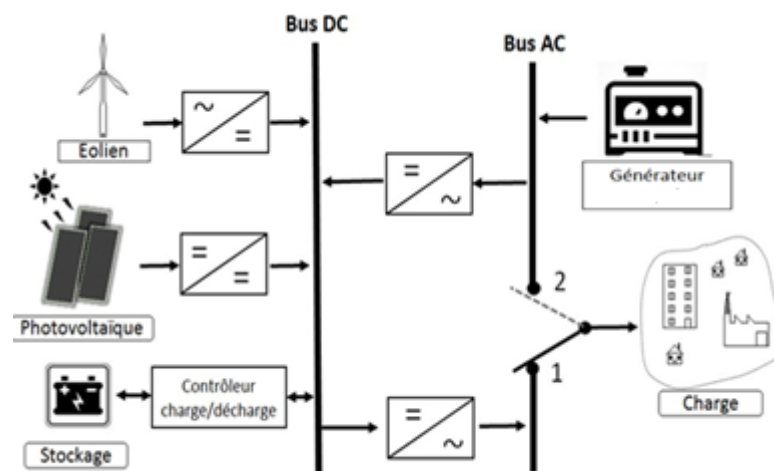 Bus DC
Bus AC
~
=
Eolien
Générateur
=
~
=
=
2
Photovoltaïque
1
Contrôleur
charge/décharge
=
~
Charge
Stockage